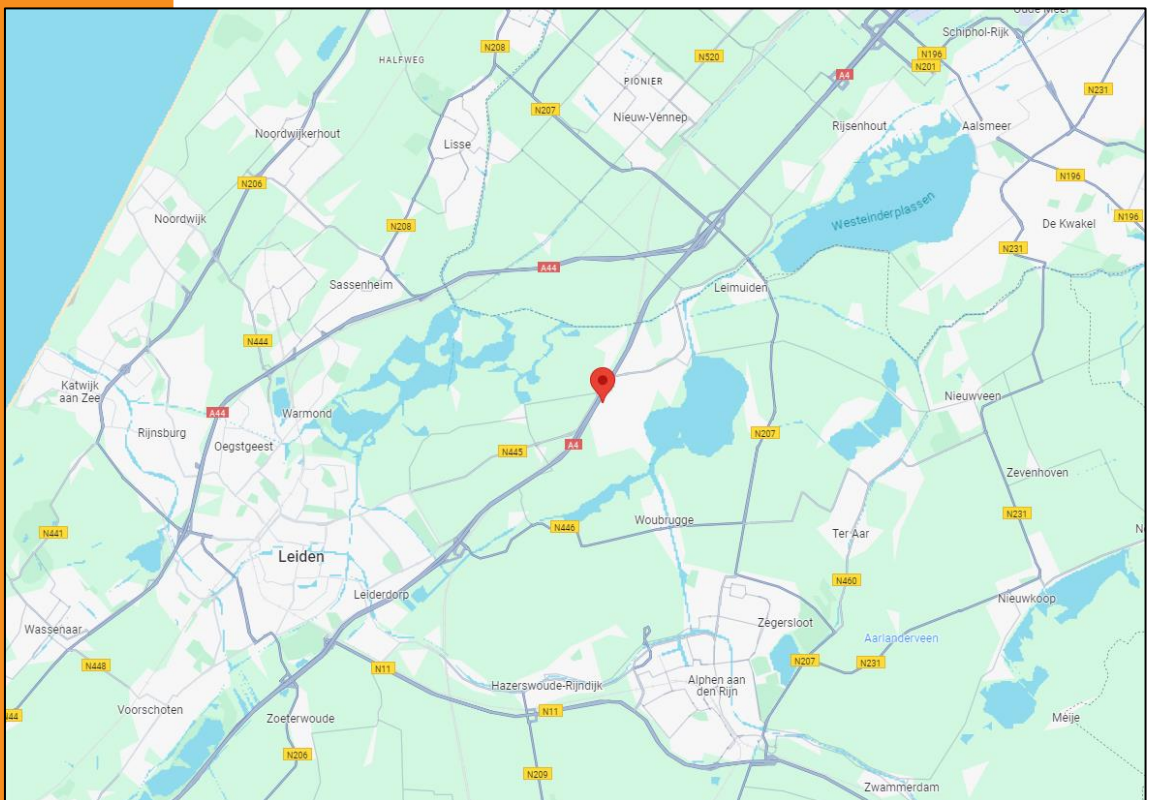 Oude Meer
Schiphol-Rijk
N208
HALFWEG
N520
N196
N201
A4
PIONIER
N231
N207
Nieuw-Vennep
Rijsenhout
Aalsmeer
Noordwijkerhout
Lisse
N206
N196
Westeinderplassen
Noordwijk
N208
De Kwakel
N196
N231
A44
Sassenheim
Leimuiden
N444
Katwijk
aan Zee
Warmond
A44
Nieuwveen
Rijnsburg
Oegstgeest
N207
A4
N445
Zevenhoven
N231
Woubrugge
N446
N441
Ter Aar
Leiden
N460
Leiderdorp
Nieuwkoop
Zegersloot
Wassenaar
Aarlanderveen
N448
N11
N207
N231
Hazerswoude-Rijndijk
Alphen aan
den Rijn
Voorschoten
N11
Zoeterwoude
N44
Meije
N206
N209
Zwammerdam